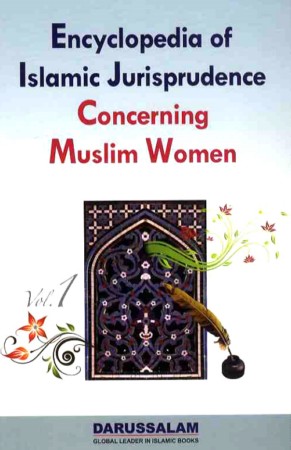 Encyclopedia of
Islamic Jurisprudence
Concerning
Muslim Women
Vol. 1
DARUSSALAM
GLOBAL LEADER IN ISLAMIC BOOKS